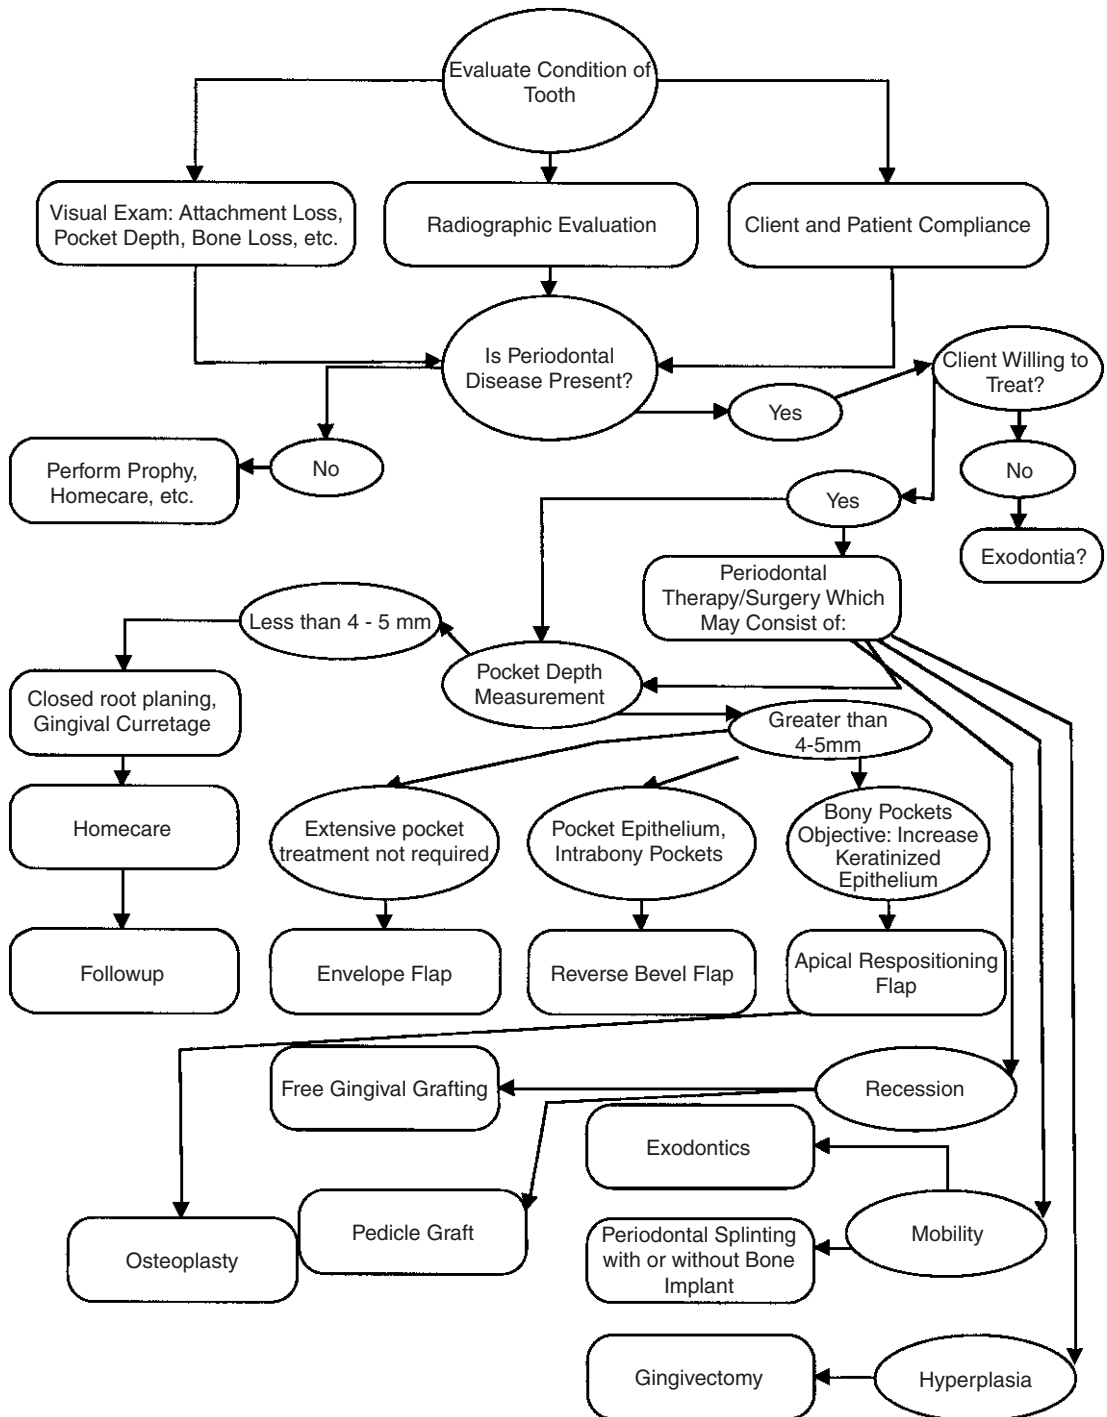 Evaluate Condition of
Tooth
Visual Exam: Attachment Loss,
Pocket Depth, Bone Loss, etc.
Radiographic Evaluation
Client and Patient Compliance
Is Periodontal
Disease Present?
Client Willing to
Treat?
Yes
No
Perform Prophy,
Homecare, etc.
No
Yes
Exodontia?
Periodontal
Therapy/Surgery Which
May Consist of:
Less than 4 - 5 mm
Pocket Depth
Measurement
Closed root planing,
Gingival Curretage
Greater than
4-5mm
Homecare
Extensive pocket
treatment not required
Pocket Epithelium,
Intrabony Pockets
Bony Pockets
Objective: Increase
Keratinized
Epithelium
Followup
Envelope Flap
Reverse Bevel Flap
Apical Respositioning
Flap
Free Gingival Grafting
Recession
Exodontics
Pedicle Graft
Osteoplasty
Periodontal Splinting
with or without Bone
Implant
Mobility
Gingivectomy
Hyperplasia